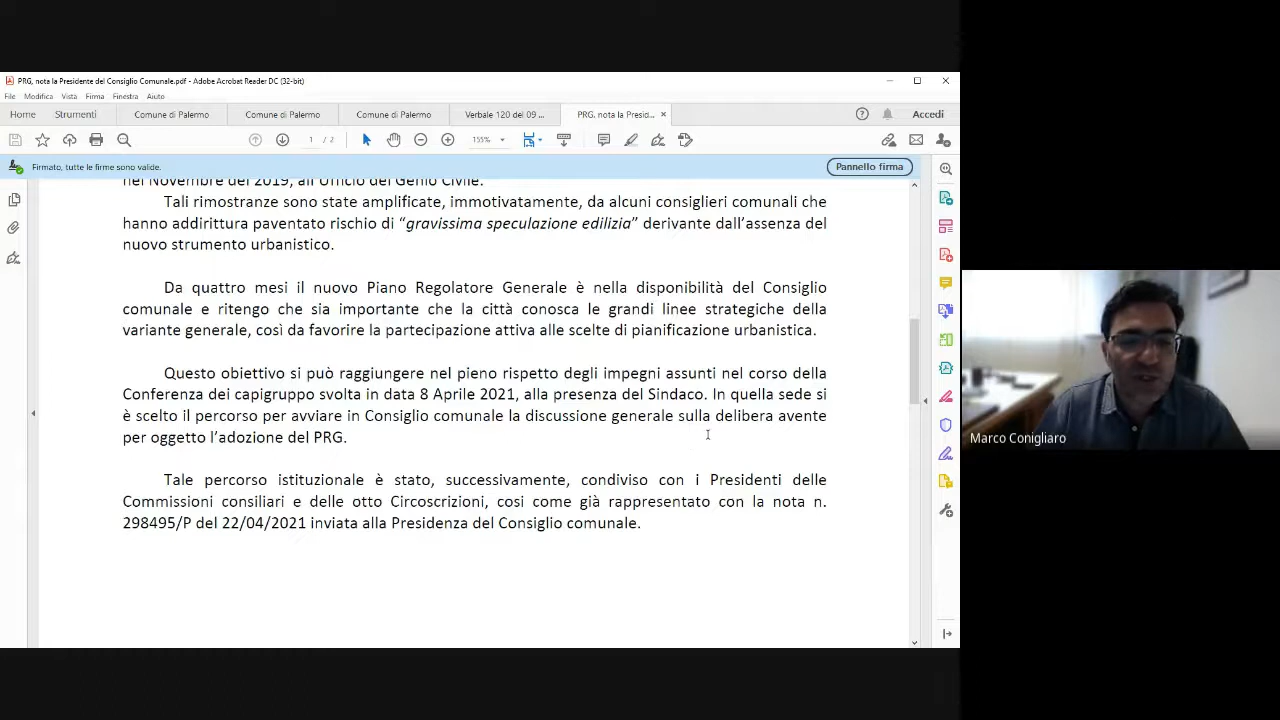 PRG, nota la Presidente del Consiglio Comunale.pdf - Adobe Acrobat Reader DC (32-bit)
File Modifica Vista Firma Finestra Aiuto
Home Strumenti Comune di Palermo Comune di Palermo Comune di Palermo Verbale 120 del 09 ... PRG, nota la Presid... × Accedi
1 / 2 155%
Firmato, tutte le firme sono valide. Pannello firma
nel Novembre del 2019, all'Ufficio del Genio Civile.
Tali rimostranze sono state amplificate, immotivatamente, da alcuni consiglieri comunali che
hanno addirittura paventato rischio di “gravissima speculazione edilizia” derivante dall’assenza del
nuovo strumento urbanistico.
Da quattro mesi il nuovo Piano Regolatore Generale è nella disponibilità del Consiglio
comunale e ritengo che sia importante che la città conosca le grandi linee strategiche della
variante generale, così da favorire la partecipazione attiva alle scelte di pianificazione urbanistica.
Questo obiettivo si può raggiungere nel pieno rispetto degli impegni assunti nel corso della
Conferenza dei capigruppo svolta in data 8 Aprile 2021, alla presenza del Sindaco. In quella sede si
è scelto il percorso per avviare in Consiglio comunale la discussione generale sulla delibera avente
per oggetto l’adozione del PRG.
Tale percorso istituzionale è stato, successivamente, condiviso con i Presidenti delle
Commissioni consiliari e delle otto Circoscrizioni, cosi come già rappresentato con la nota n.
298495/P del 22/04/2021 inviata alla Presidenza del Consiglio comunale.
Marco Conigliaro